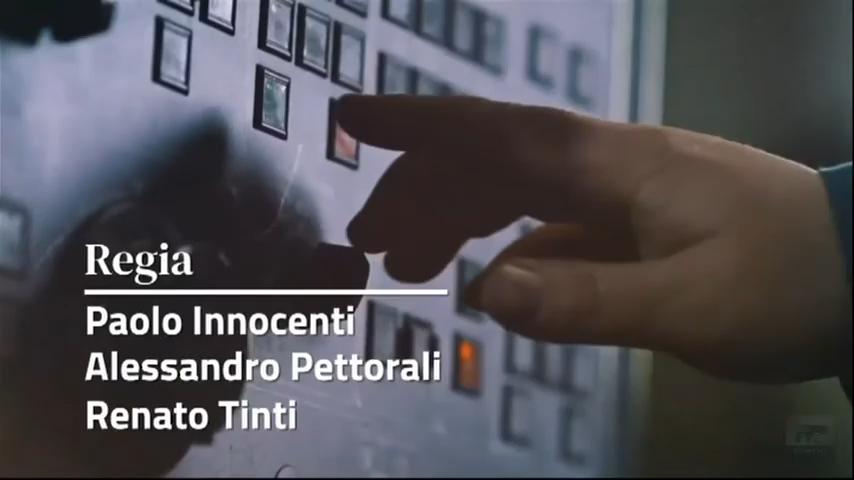 Regia
Paolo Innocenti
Alessandro Pettorali
Renato Tinti